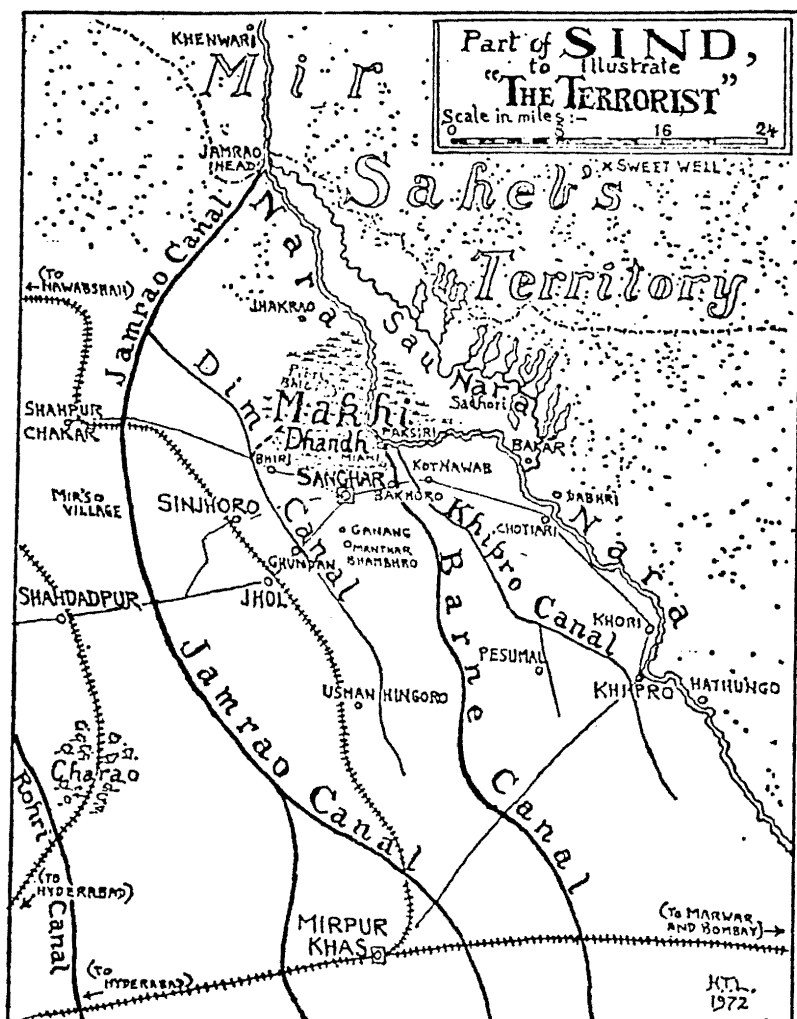 KHENWARI
Mir
Part of SIND,
to Illustrate
"THE TERRORIST"
Scale in miles :-
0 8 16 24
JAMRAO
HEAD
× SWEET WELL
Saheb's
Territory
Jamrao Canal
Nara
(TO
NAWABSHAH)
JHAKRAO
Sau Nara
Dim
Sadhori
Makhi
Dhandh
PAKSIRI
SHAHPUR
CHAKAR
BHIRI
MIANI
BAKAR
KOT NAWAB
SANGHAR
BAKHORO
DABHRI
MIR'S
VILLAGE
SINJHORO
Canal
GANANG
MANTHAR
BHAMBHRO
CHOTIARI
Nara
Khipro Canal
GHUNDAN
SHAHDADPUR
JHOL
KHORI
Barne
PESUMAL
Jamrao Canal
USMAN HINGORO
KHIPRO
HATHUNGO
Charao
Canal
Rohri
Canal
(TO
HYDERABAD)
(TO MARWAR
AND BOMBAY)
MIRPUR
KHAS
(TO
HYDERABAD)
H.T.L.
1972